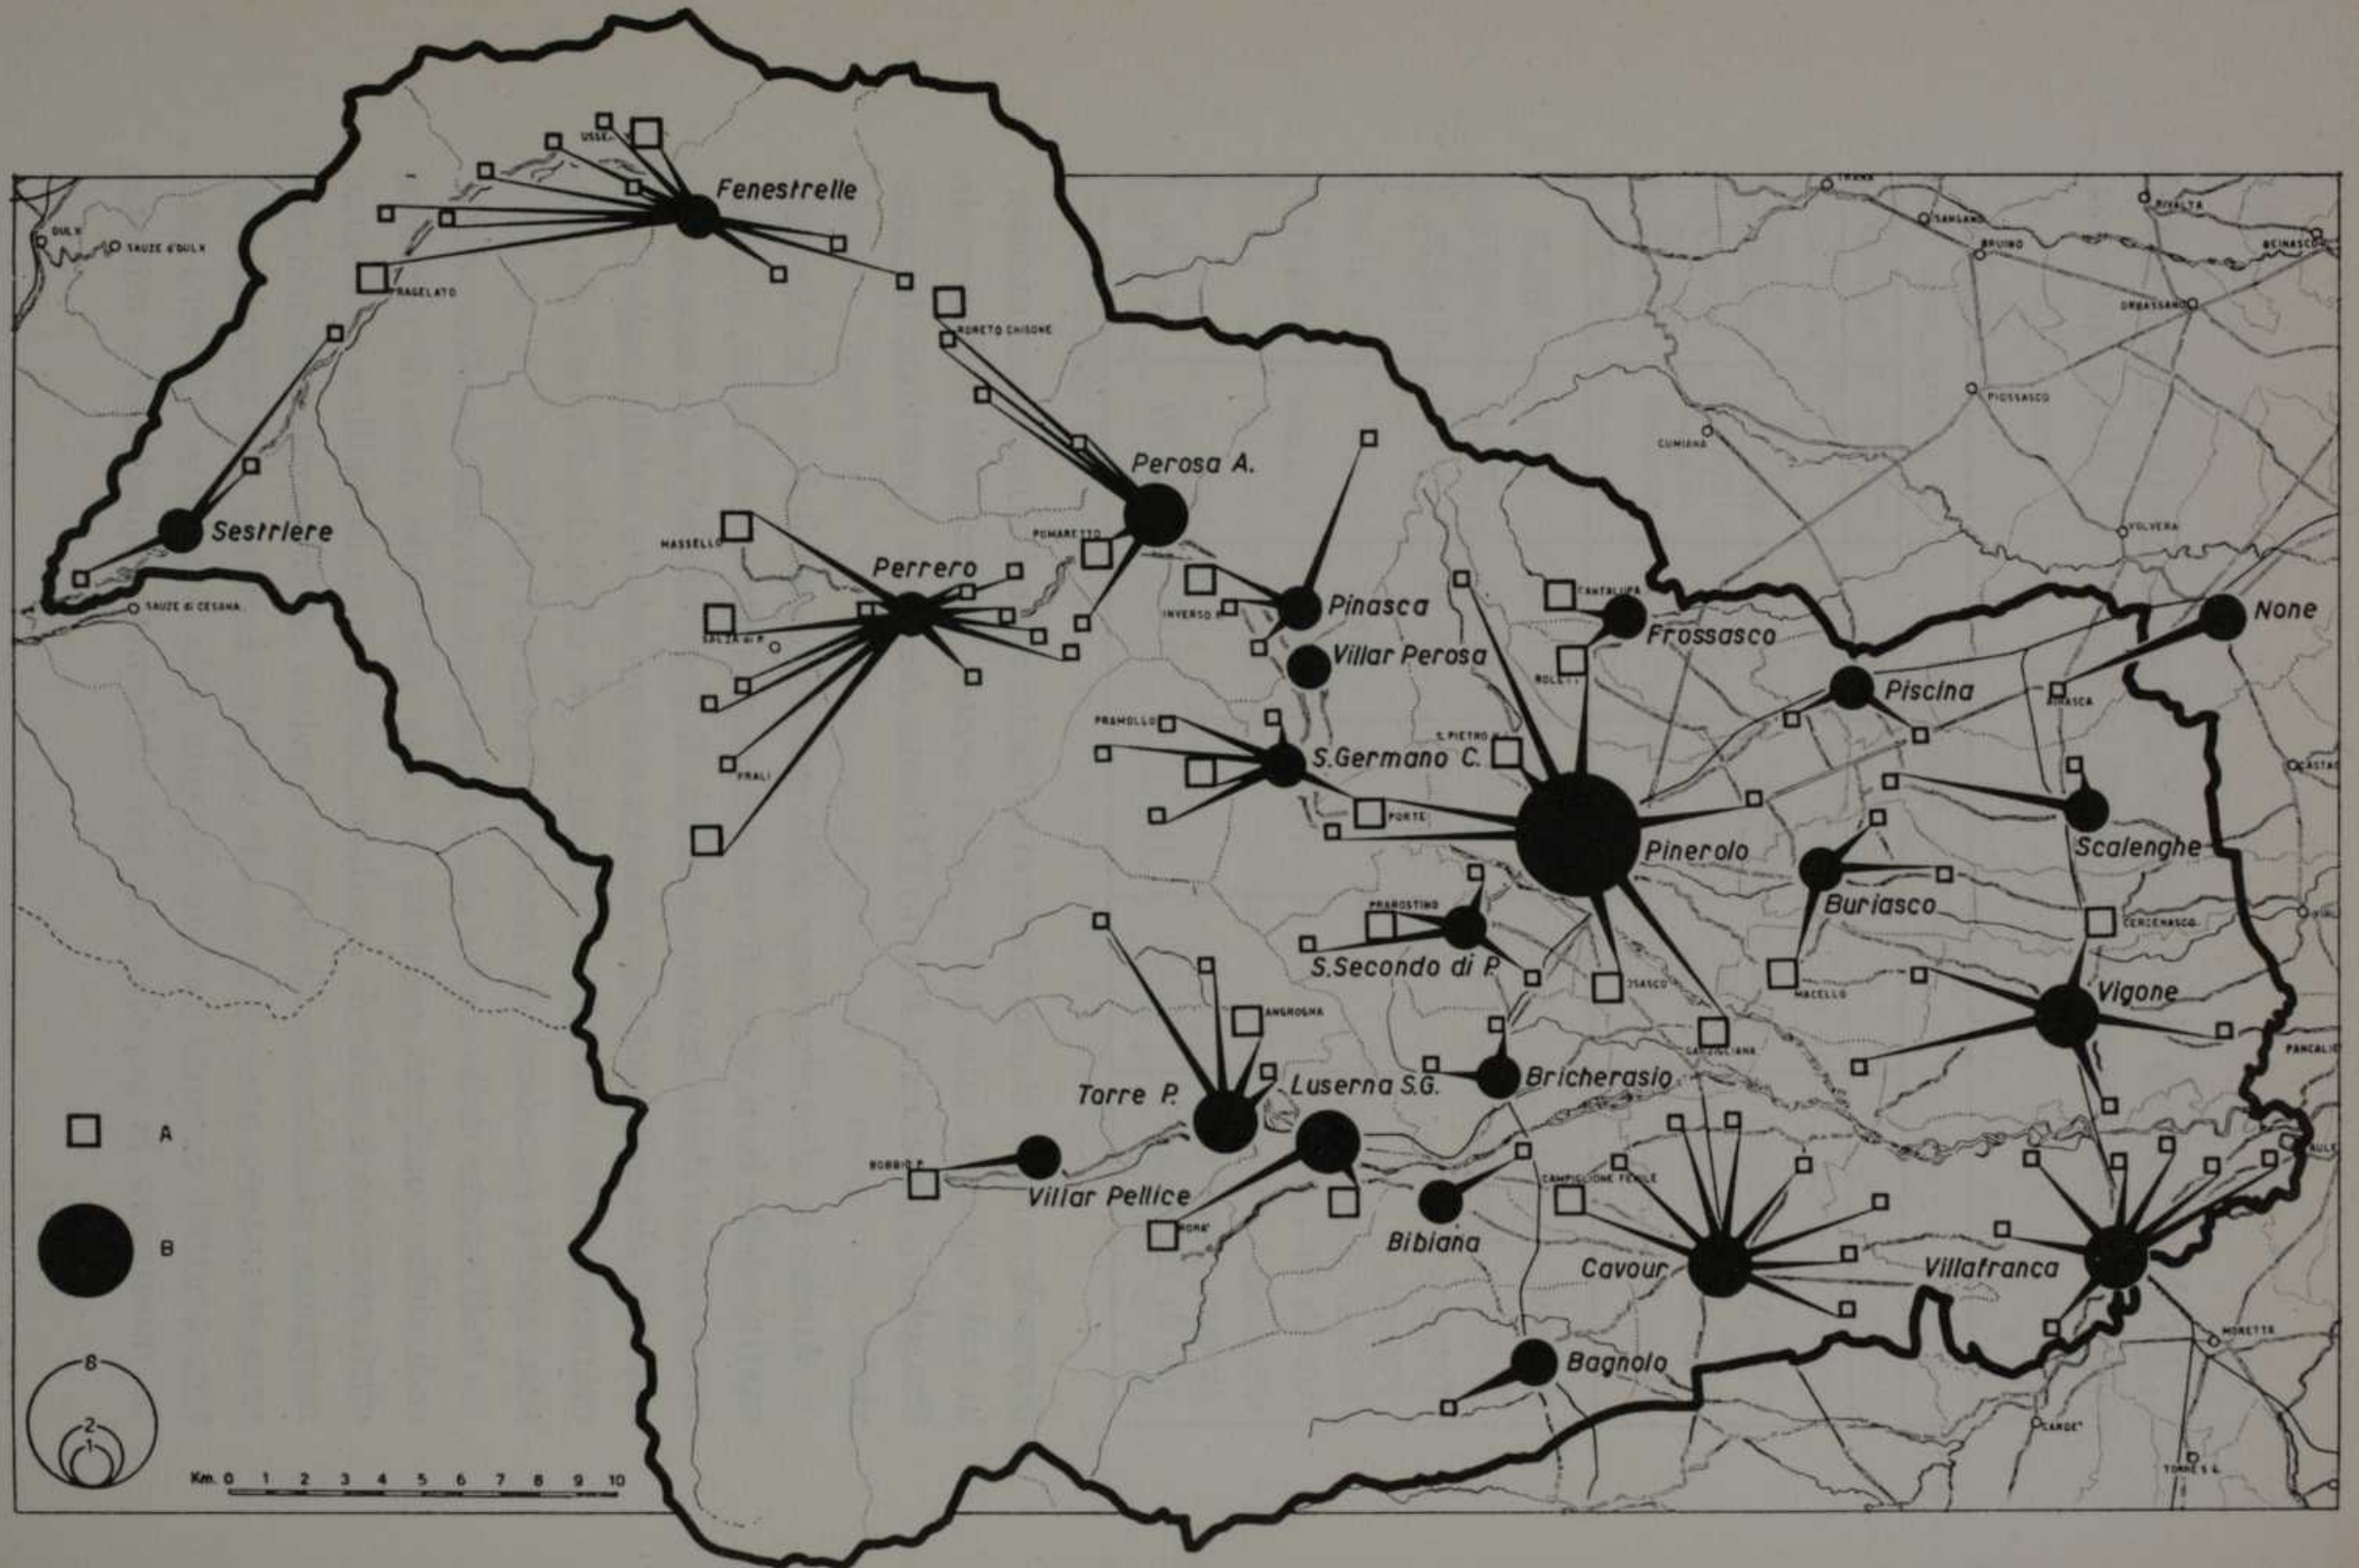 USSE
Fenestrelle
OULX
SAUZE d'OULX
PRAGELATO
RORETO CHISONE
TRANA
SANGANO
BRUINO
RIVALTA
BEINASCO
ORBASSANO
PIOSSASCO
CUMIANA
VOLVERA
Perosa A.
Sestriere
MASSELLO
POMARETTO
Perrero
SAUZE di CESANA
SALZA di P.
INVERSO P.
Pinasca
CANTALUPA
Frossasco
None
Villar Perosa
Piscina
AIRASCA
PRAMOLLO
S. PIETRO
S.Germano C.
PRALI
PORTE
Pinerolo
Scalenghe
PRAROSTINO
Buriasco
CERCENASCO
S.Secondo di P.
OSASCO
MACELLO
Vigone
ANGROGNA
GARZIGLIANA
Torre P.
Luserna S.G.
Bricherasio
A
BOBBIO P.
Villar Pellice
CAMPIGLIONE FENILE
RORA'
Bibiana
B
Cavour
Villafranca
Bagnolo
MORETTA
8
2
1
CARDE'
TORRE S.G.
Km. 0 1 2 3 4 5 6 7 8 9 10